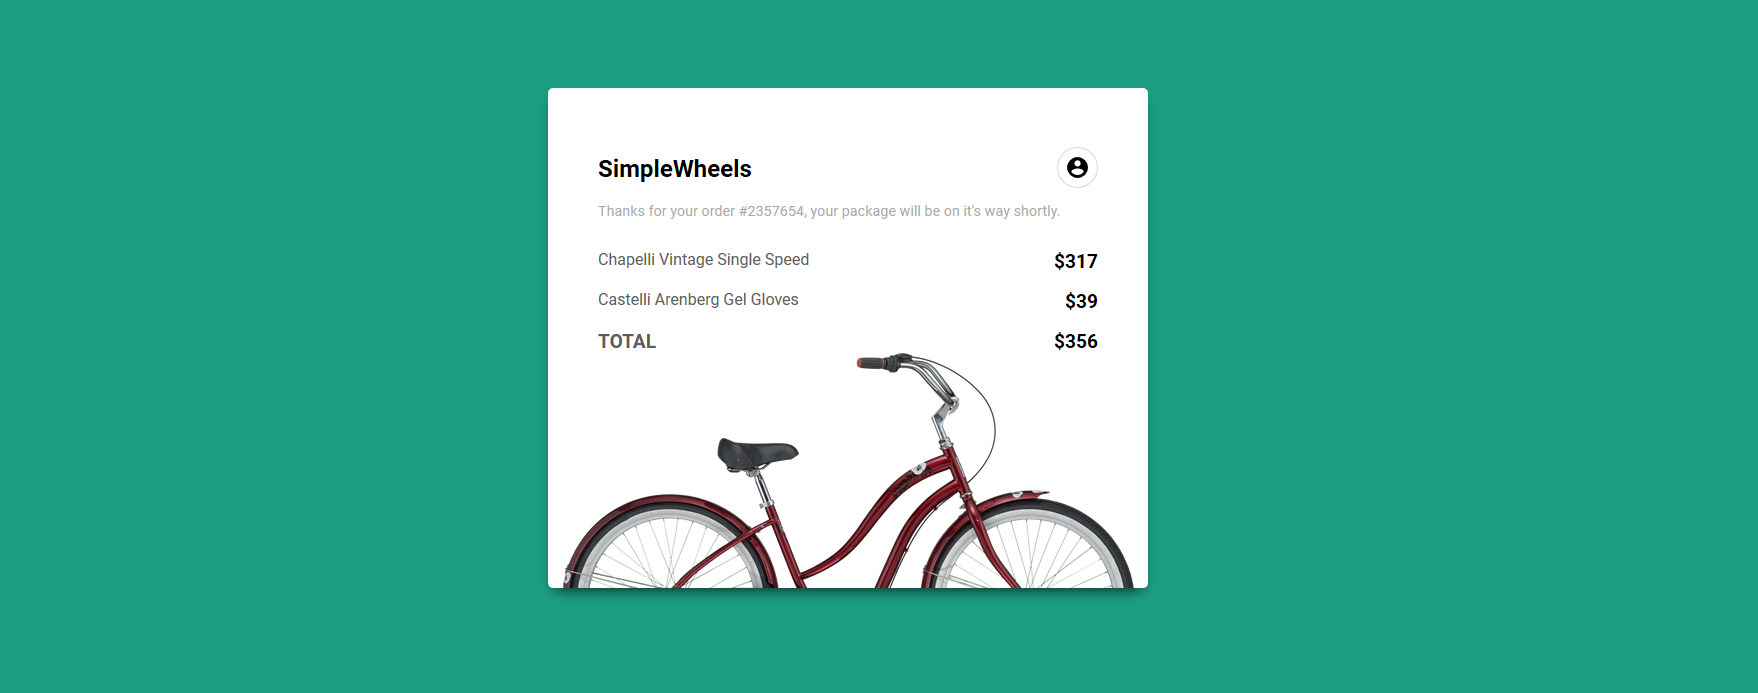 SimpleWheels
Thanks for your order #2357654, your package will be on it's way shortly.
Chapelli Vintage Single Speed $317
Castelli Arenberg Gel Gloves $39
TOTAL $356